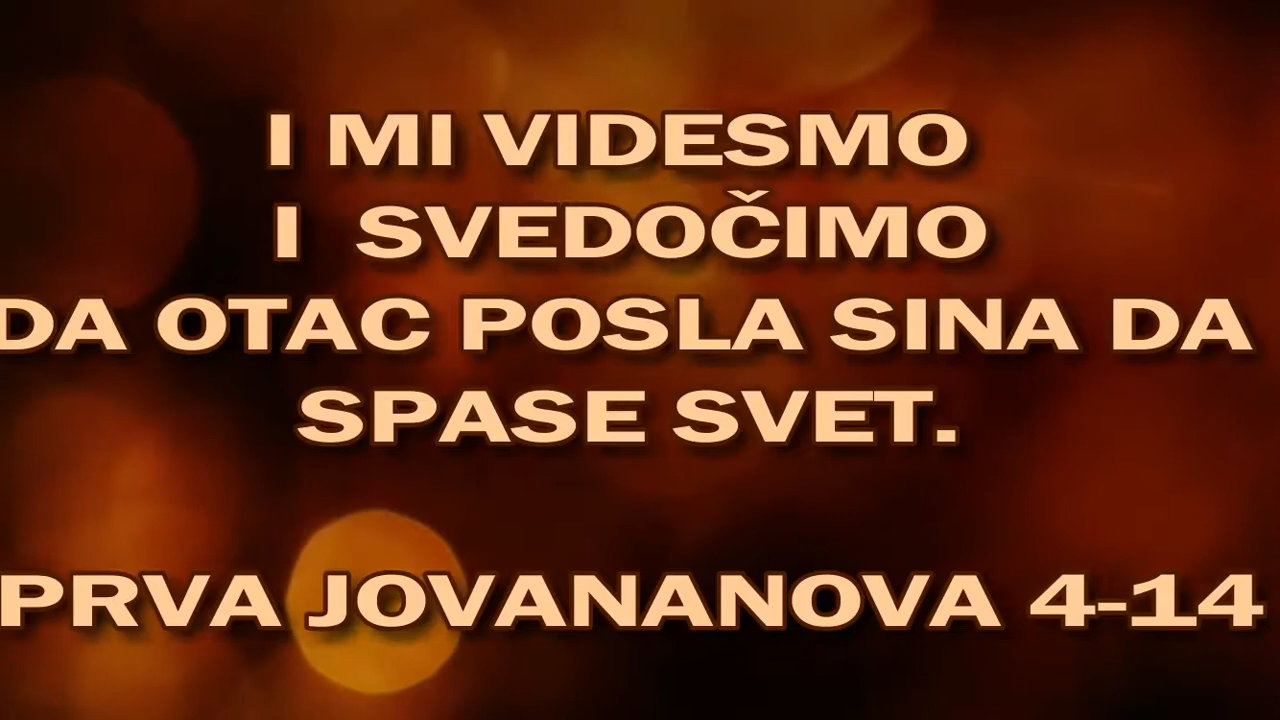 I MI VIDESMO
I SVEDOČIMO
DA OTAC POSLA SINA DA
SPASE SVET.
PRVA JOVANANOVA 4-14